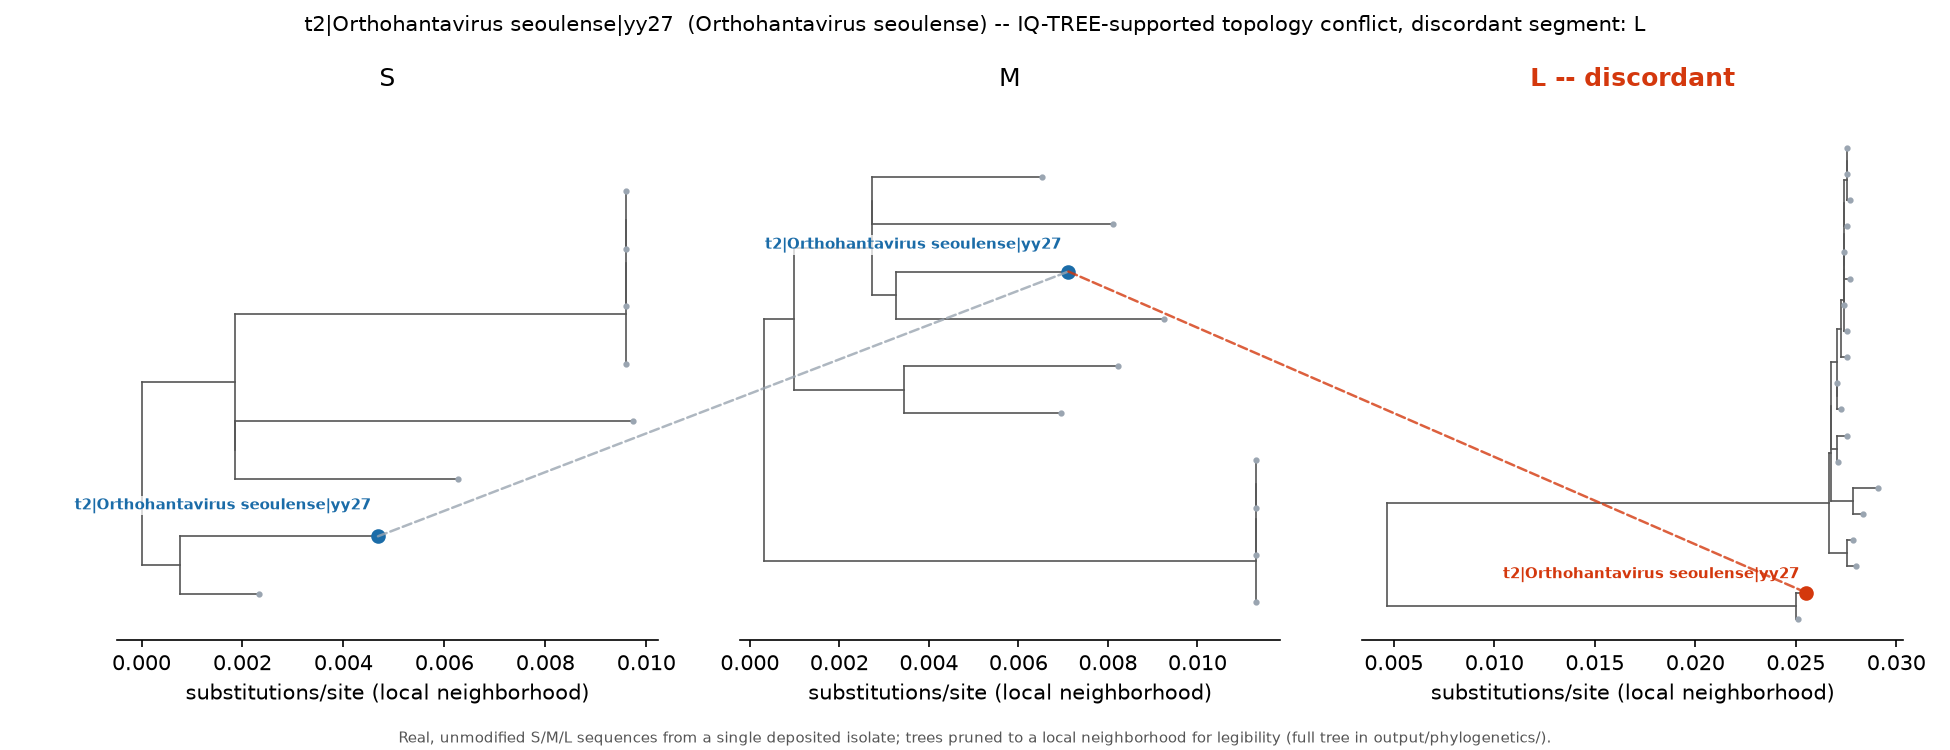 t2|Orthohantavirus seoulense|yy27  (Orthohantavirus seoulense) -- IQ-TREE-supported topology conflict, discordant segment: L
S
M
L -- discordant
t2|Orthohantavirus seoulense|yy27
t2|Orthohantavirus seoulense|yy27
t2|Orthohantavirus seoulense|yy27
0.000 0.002 0.004 0.006 0.008 0.010
substitutions/site (local neighborhood)
0.000 0.002 0.004 0.006 0.008 0.010
substitutions/site (local neighborhood)
0.005 0.010 0.015 0.020 0.025 0.030
substitutions/site (local neighborhood)
Real, unmodified S/M/L sequences from a single deposited isolate; trees pruned to a local neighborhood for legibility (full tree in output/phylogenetics/).